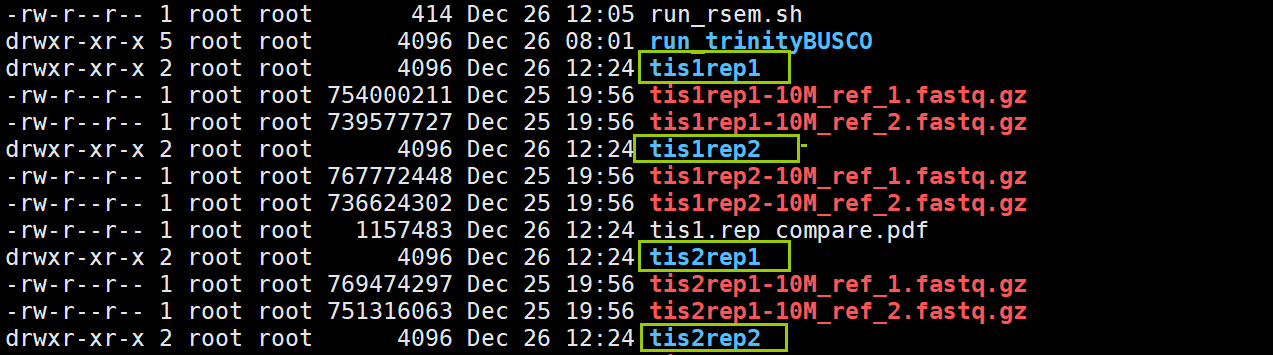 -rw-r--r-- 1 root root       414 Dec 26 12:05 run_rsem.sh
drwxr-xr-x 5 root root      4096 Dec 26 08:01 run_trinityBUSCO
drwxr-xr-x 2 root root      4096 Dec 26 12:24 tis1rep1
-rw-r--r-- 1 root root 754000211 Dec 25 19:56 tis1rep1-10M_ref_1.fastq.gz
-rw-r--r-- 1 root root 739577727 Dec 25 19:56 tis1rep1-10M_ref_2.fastq.gz
drwxr-xr-x 2 root root      4096 Dec 26 12:24 tis1rep2
-rw-r--r-- 1 root root 767772448 Dec 25 19:56 tis1rep2-10M_ref_1.fastq.gz
-rw-r--r-- 1 root root 736624302 Dec 25 19:56 tis1rep2-10M_ref_2.fastq.gz
-rw-r--r-- 1 root root   1157483 Dec 26 12:24 tis1.rep_compare.pdf
drwxr-xr-x 2 root root      4096 Dec 26 12:24 tis2rep1
-rw-r--r-- 1 root root 769474297 Dec 25 19:56 tis2rep1-10M_ref_1.fastq.gz
-rw-r--r-- 1 root root 751316063 Dec 25 19:56 tis2rep1-10M_ref_2.fastq.gz
drwxr-xr-x 2 root root      4096 Dec 26 12:24 tis2rep2